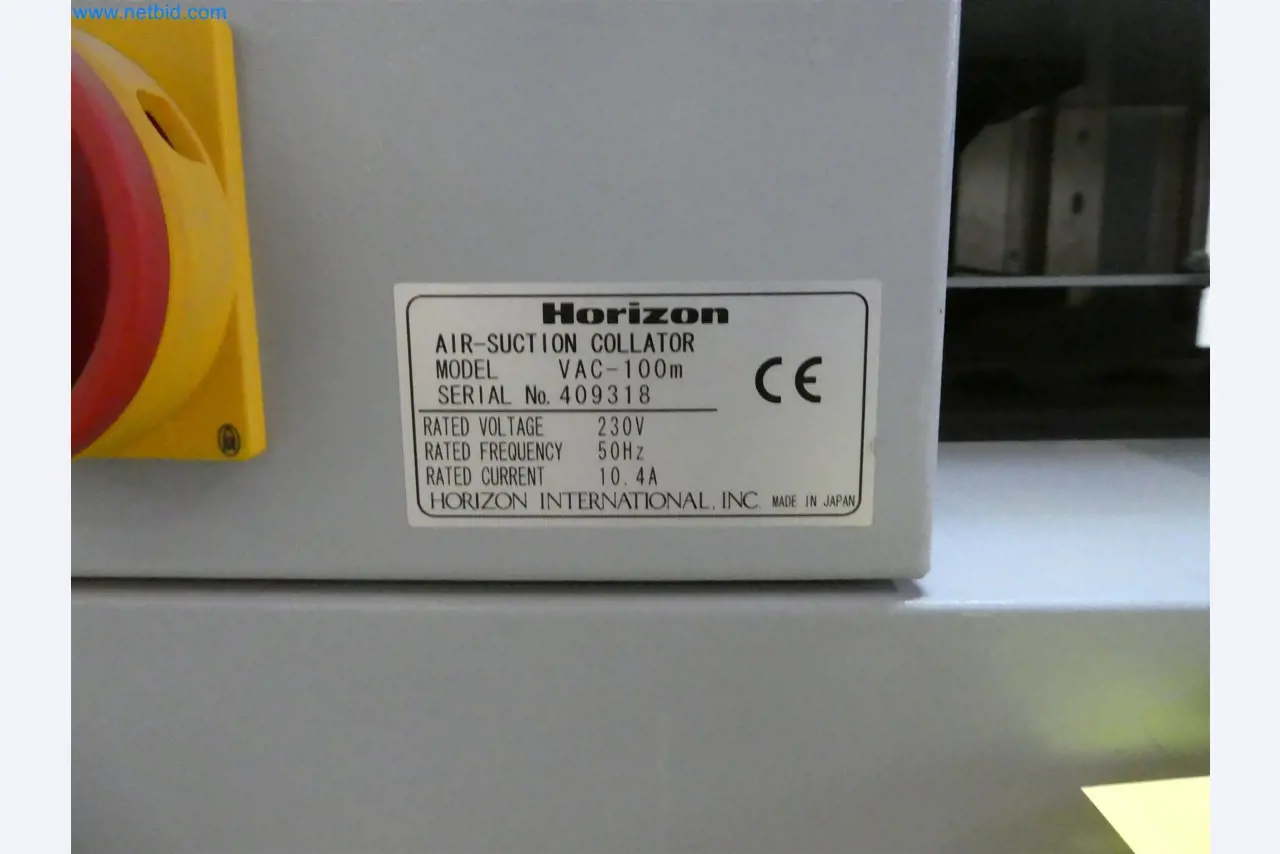 www.netbid.com
Horizon
AIR-SUCTION COLLATOR
MODEL VAC-100m
SERIAL No. 409318
CE
RATED VOLTAGE 230V
RATED FREQUENCY 50Hz
RATED CURRENT 10.4A
HORIZON INTERNATIONAL, INC. MADE IN JAPAN